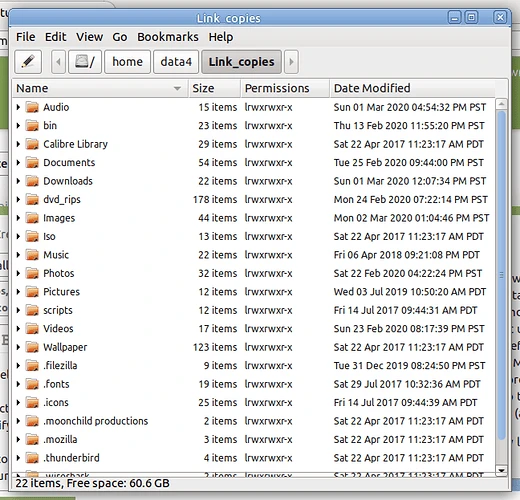 Link_copies
File Edit View Go Bookmarks Help
/ home data4 Link_copies
Name Size Permissions Date Modified
Audio 15 items lrwxrwxr-x Sun 01 Mar 2020 04:54:32 PM PST
bin 23 items lrwxrwxr-x Thu 13 Feb 2020 11:55:20 PM PST
Calibre Library 29 items lrwxrwxr-x Sat 22 Apr 2017 11:23:17 AM PDT
Documents 54 items lrwxrwxr-x Tue 25 Feb 2020 09:44:00 PM PST
Downloads 22 items lrwxrwxr-x Sun 01 Mar 2020 12:07:34 PM PST
dvd_rips 178 items lrwxrwxr-x Mon 24 Feb 2020 07:22:14 PM PST
Images 44 items lrwxrwxr-x Mon 02 Mar 2020 01:04:46 PM PST
Iso 13 items lrwxrwxr-x Sat 22 Apr 2017 11:23:17 AM PDT
Music 22 items lrwxrwxr-x Fri 06 Apr 2018 09:21:08 PM PDT
Photos 32 items lrwxrwxr-x Sat 22 Feb 2020 04:22:24 PM PST
Pictures 12 items lrwxrwxr-x Wed 03 Jul 2019 10:50:20 AM PDT
scripts 12 items lrwxrwxr-x Fri 14 Jul 2017 09:44:31 AM PDT
Videos 17 items lrwxrwxr-x Sun 23 Feb 2020 08:17:39 PM PST
Wallpaper 123 items lrwxrwxr-x Sat 22 Apr 2017 11:23:17 AM PDT
.filezilla 9 items lrwxrwxr-x Tue 31 Dec 2019 08:24:50 PM PST
.fonts 19 items lrwxrwxr-x Sat 29 Jul 2017 10:32:36 AM PDT
.icons 25 items lrwxrwxr-x Fri 14 Jul 2017 09:44:39 AM PDT
.moonchild productions 2 items lrwxrwxr-x Sat 22 Apr 2017 11:23:17 AM PDT
.mozilla 3 items lrwxrwxr-x Sat 22 Apr 2017 11:23:17 AM PDT
.thunderbird 4 items lrwxrwxr-x Sat 22 Apr 2017 11:23:17 AM PDT
22 items, Free space: 60.6 GB